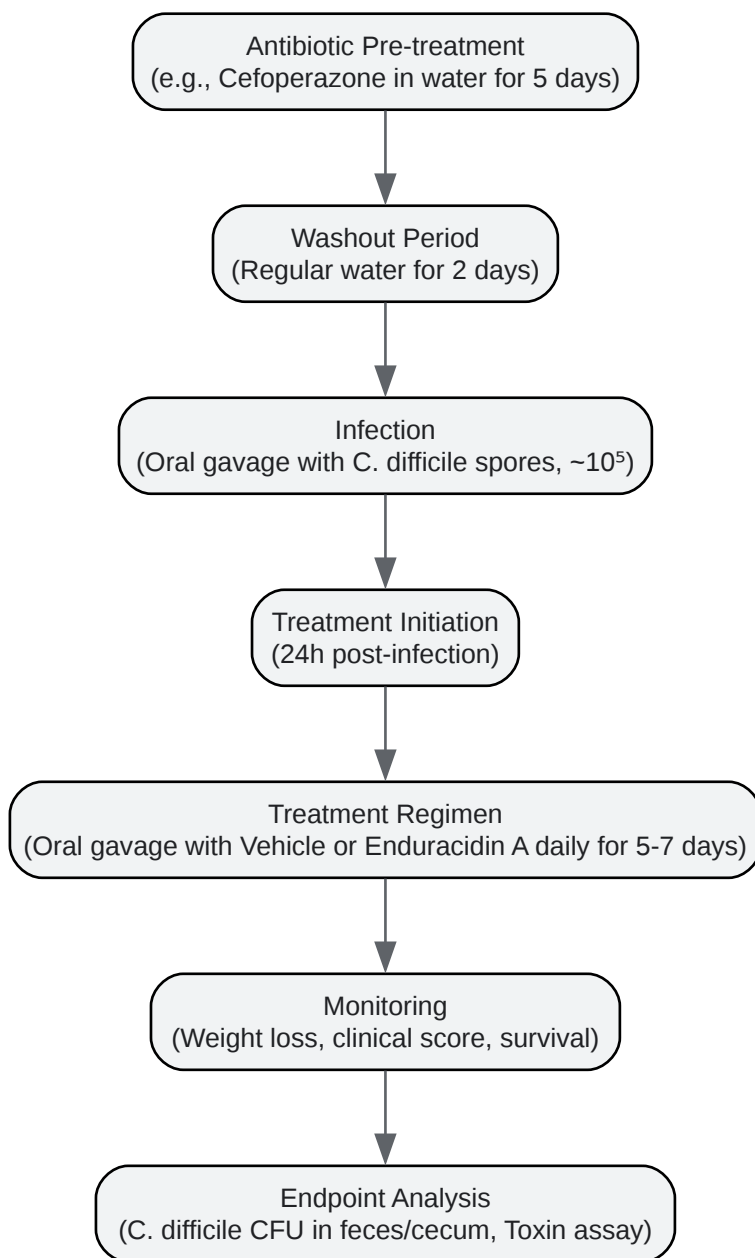 Antibiotic Pre-treatment
(e.g., Cefoperazone in water for 5 days)
Washout Period
(Regular water for 2 days)
Infection
(Oral gavage with C. difficile spores, ~10⁵)
Treatment Initiation
(24h post-infection)
Treatment Regimen
(Oral gavage with Vehicle or Enduracidin A daily for 5-7 days)
Monitoring
(Weight loss, clinical score, survival)
Endpoint Analysis
(C. difficile CFU in feces/cecum, Toxin assay)